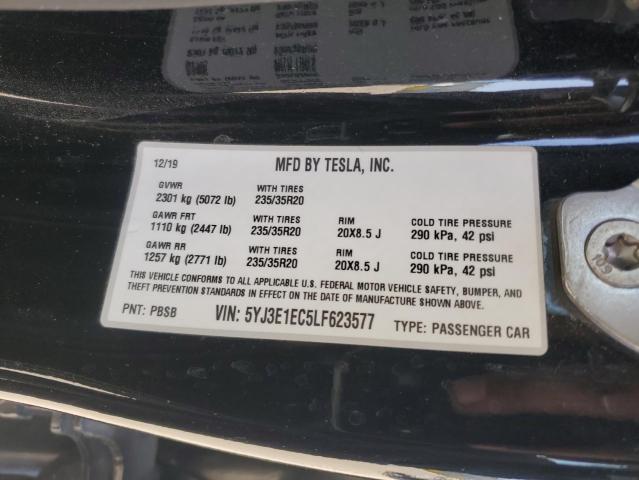 12/19 MFD BY TESLA, INC.
GVWR WITH TIRES
2301 kg (5072 lb) 235/35R20
GAWR FRT WITH TIRES RIM COLD TIRE PRESSURE
1110 kg (2447 lb) 235/35R20 20X8.5 J 290 kPa, 42 psi
GAWR RR WITH TIRES RIM COLD TIRE PRESSURE
1257 kg (2771 lb) 235/35R20 20X8.5 J 290 kPa, 42 psi
THIS VEHICLE CONFORMS TO ALL APPLICABLE U.S. FEDERAL MOTOR VEHICLE SAFETY, BUMPER, AND
THEFT PREVENTION STANDARDS IN EFFECT ON THE DATE OF MANUFACTURE SHOWN ABOVE.
PNT: PBSB VIN: 5YJ3E1EC5LF623577 TYPE: PASSENGER CAR
109